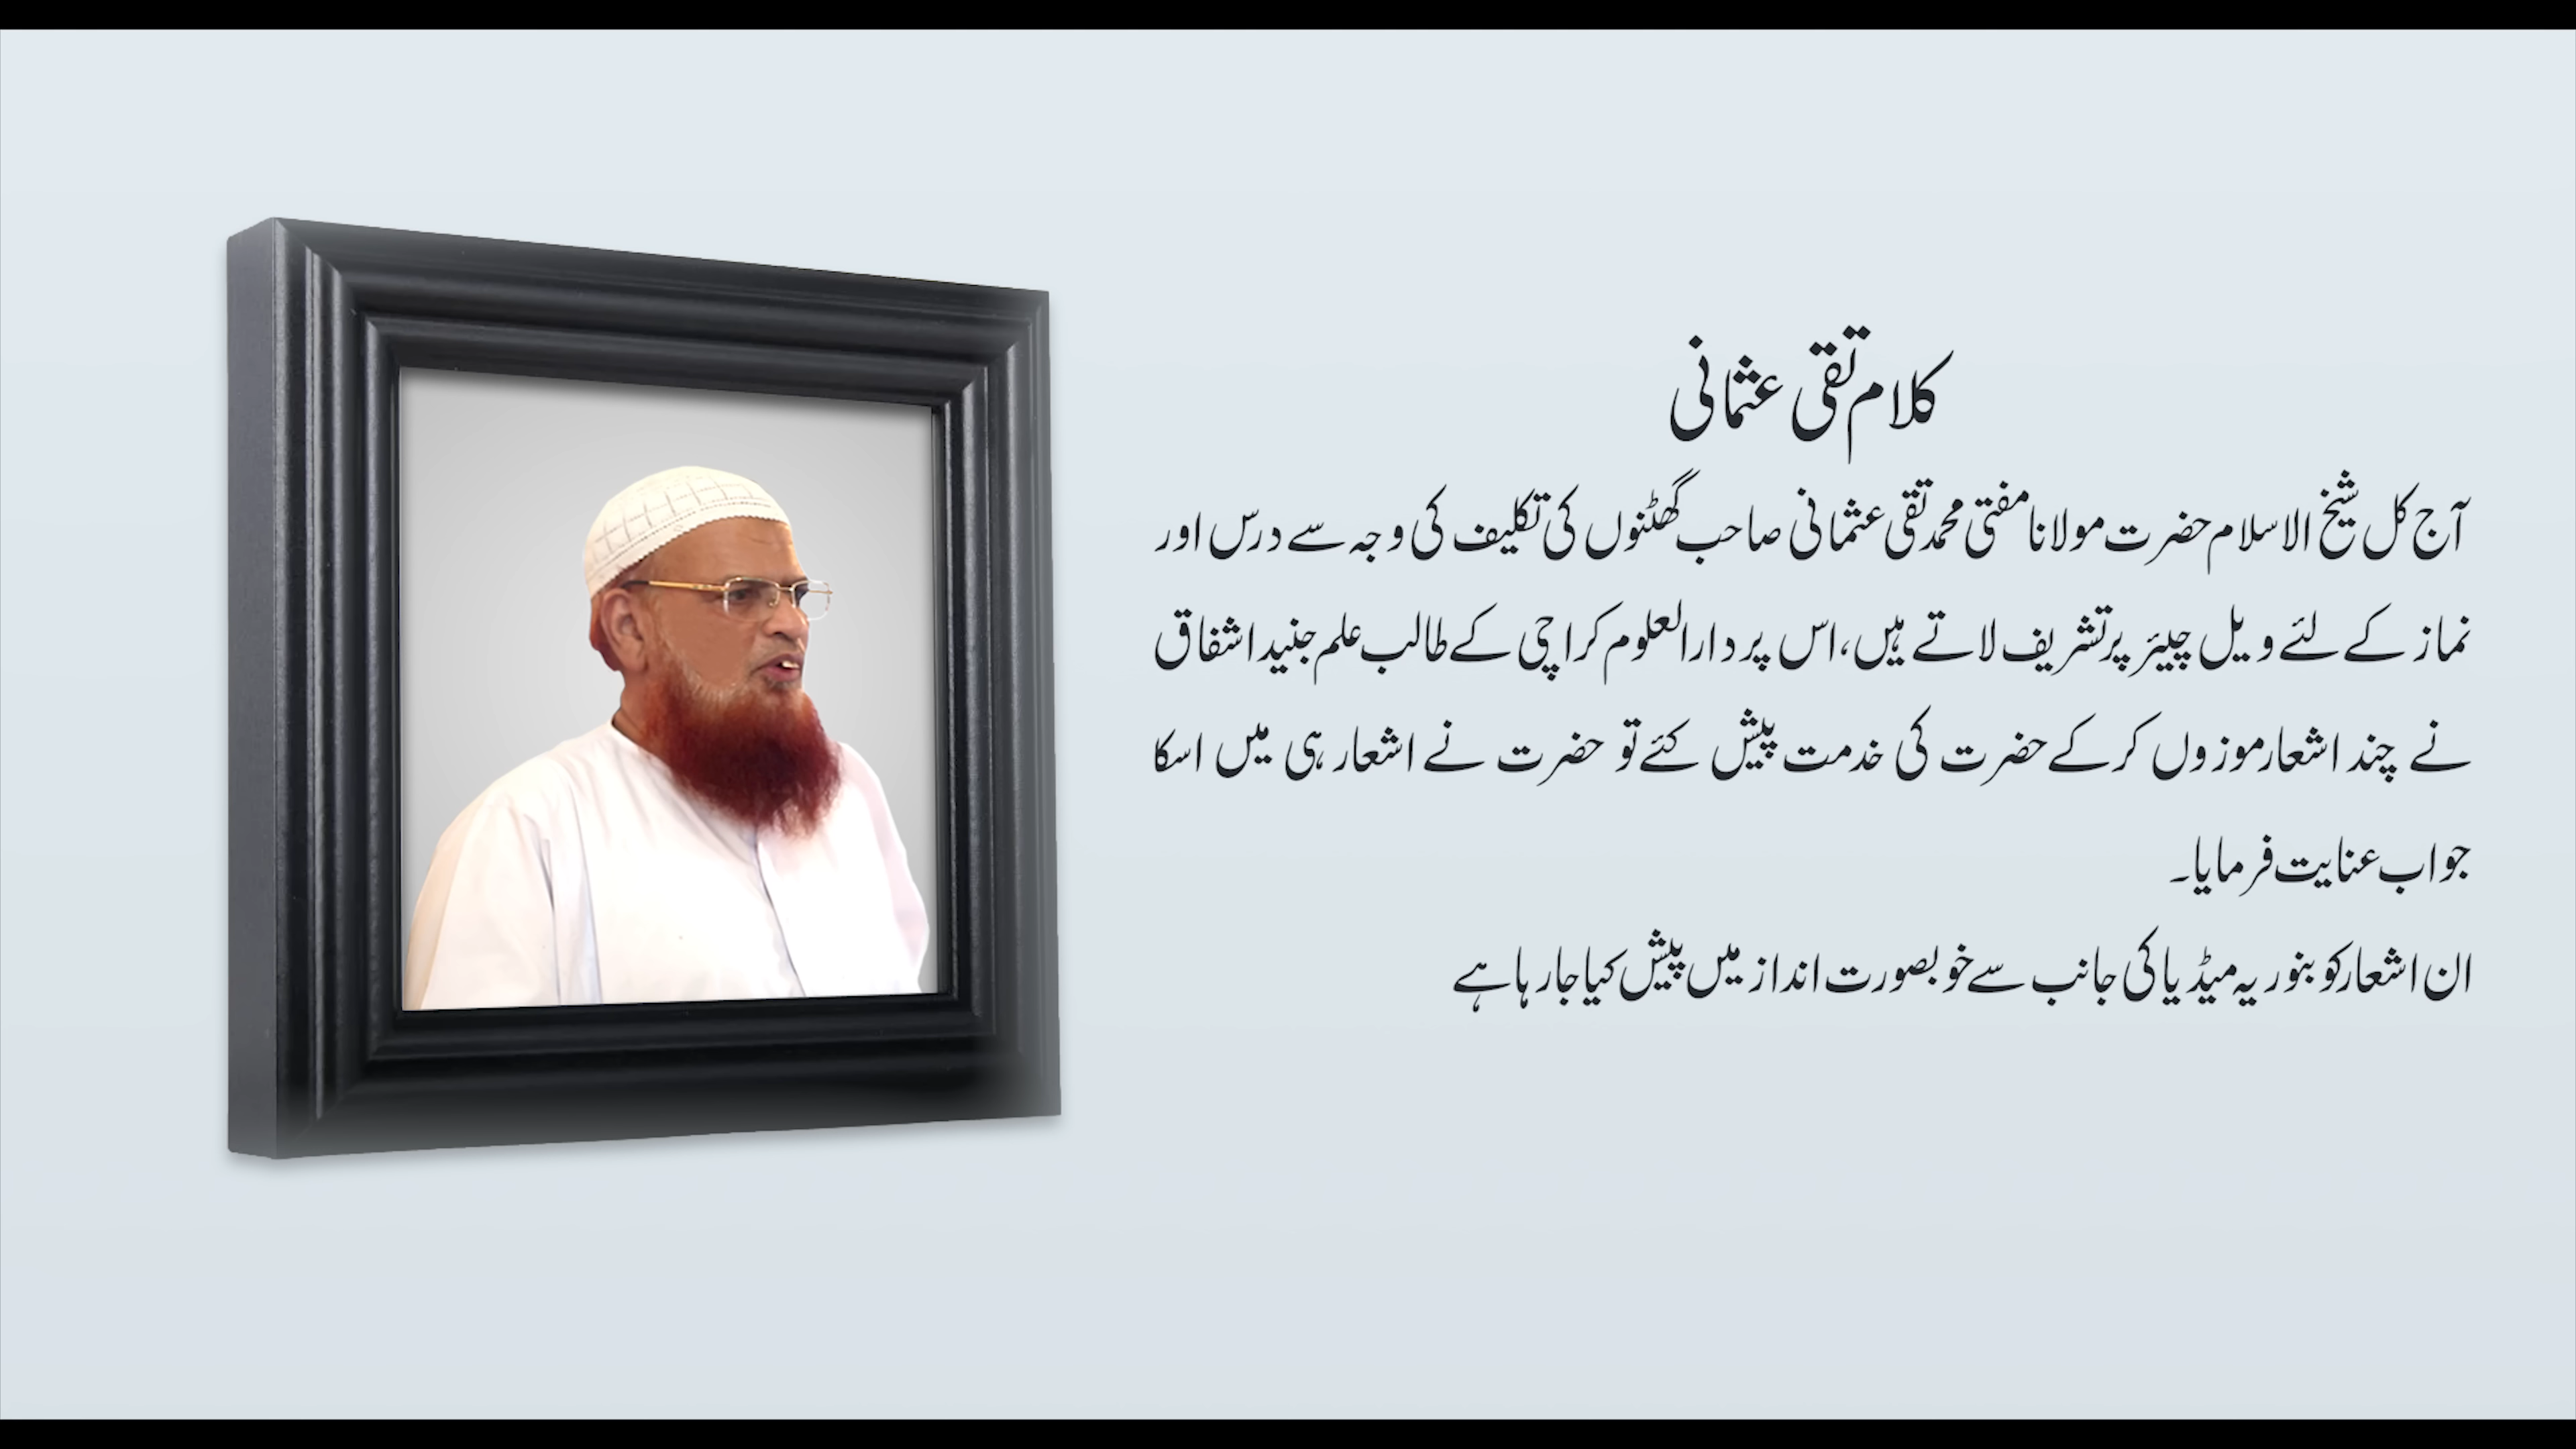 کلام تقی عثمانی
آج کل شیخ الاسلام حضرت مولانا مفتی محمد تقی عثمانی صاحب گھٹنوں کی تکلیف کی وجہ سے درس اور
نماز کے لئے ویل چیئر پر تشریف لاتے ہیں، اس پر دارالعلوم کراچی کے طالب علم جنید اشفاق
نے چند اشعار موزوں کر کے حضرت کی خدمت پیش کئے تو حضرت نے اشعار ہی میں اسکا
جواب عنایت فرمایا۔
ان اشعار کو بنوریہ میڈیا کی جانب سے خوبصورت انداز میں پیش کیا جا رہا ہے